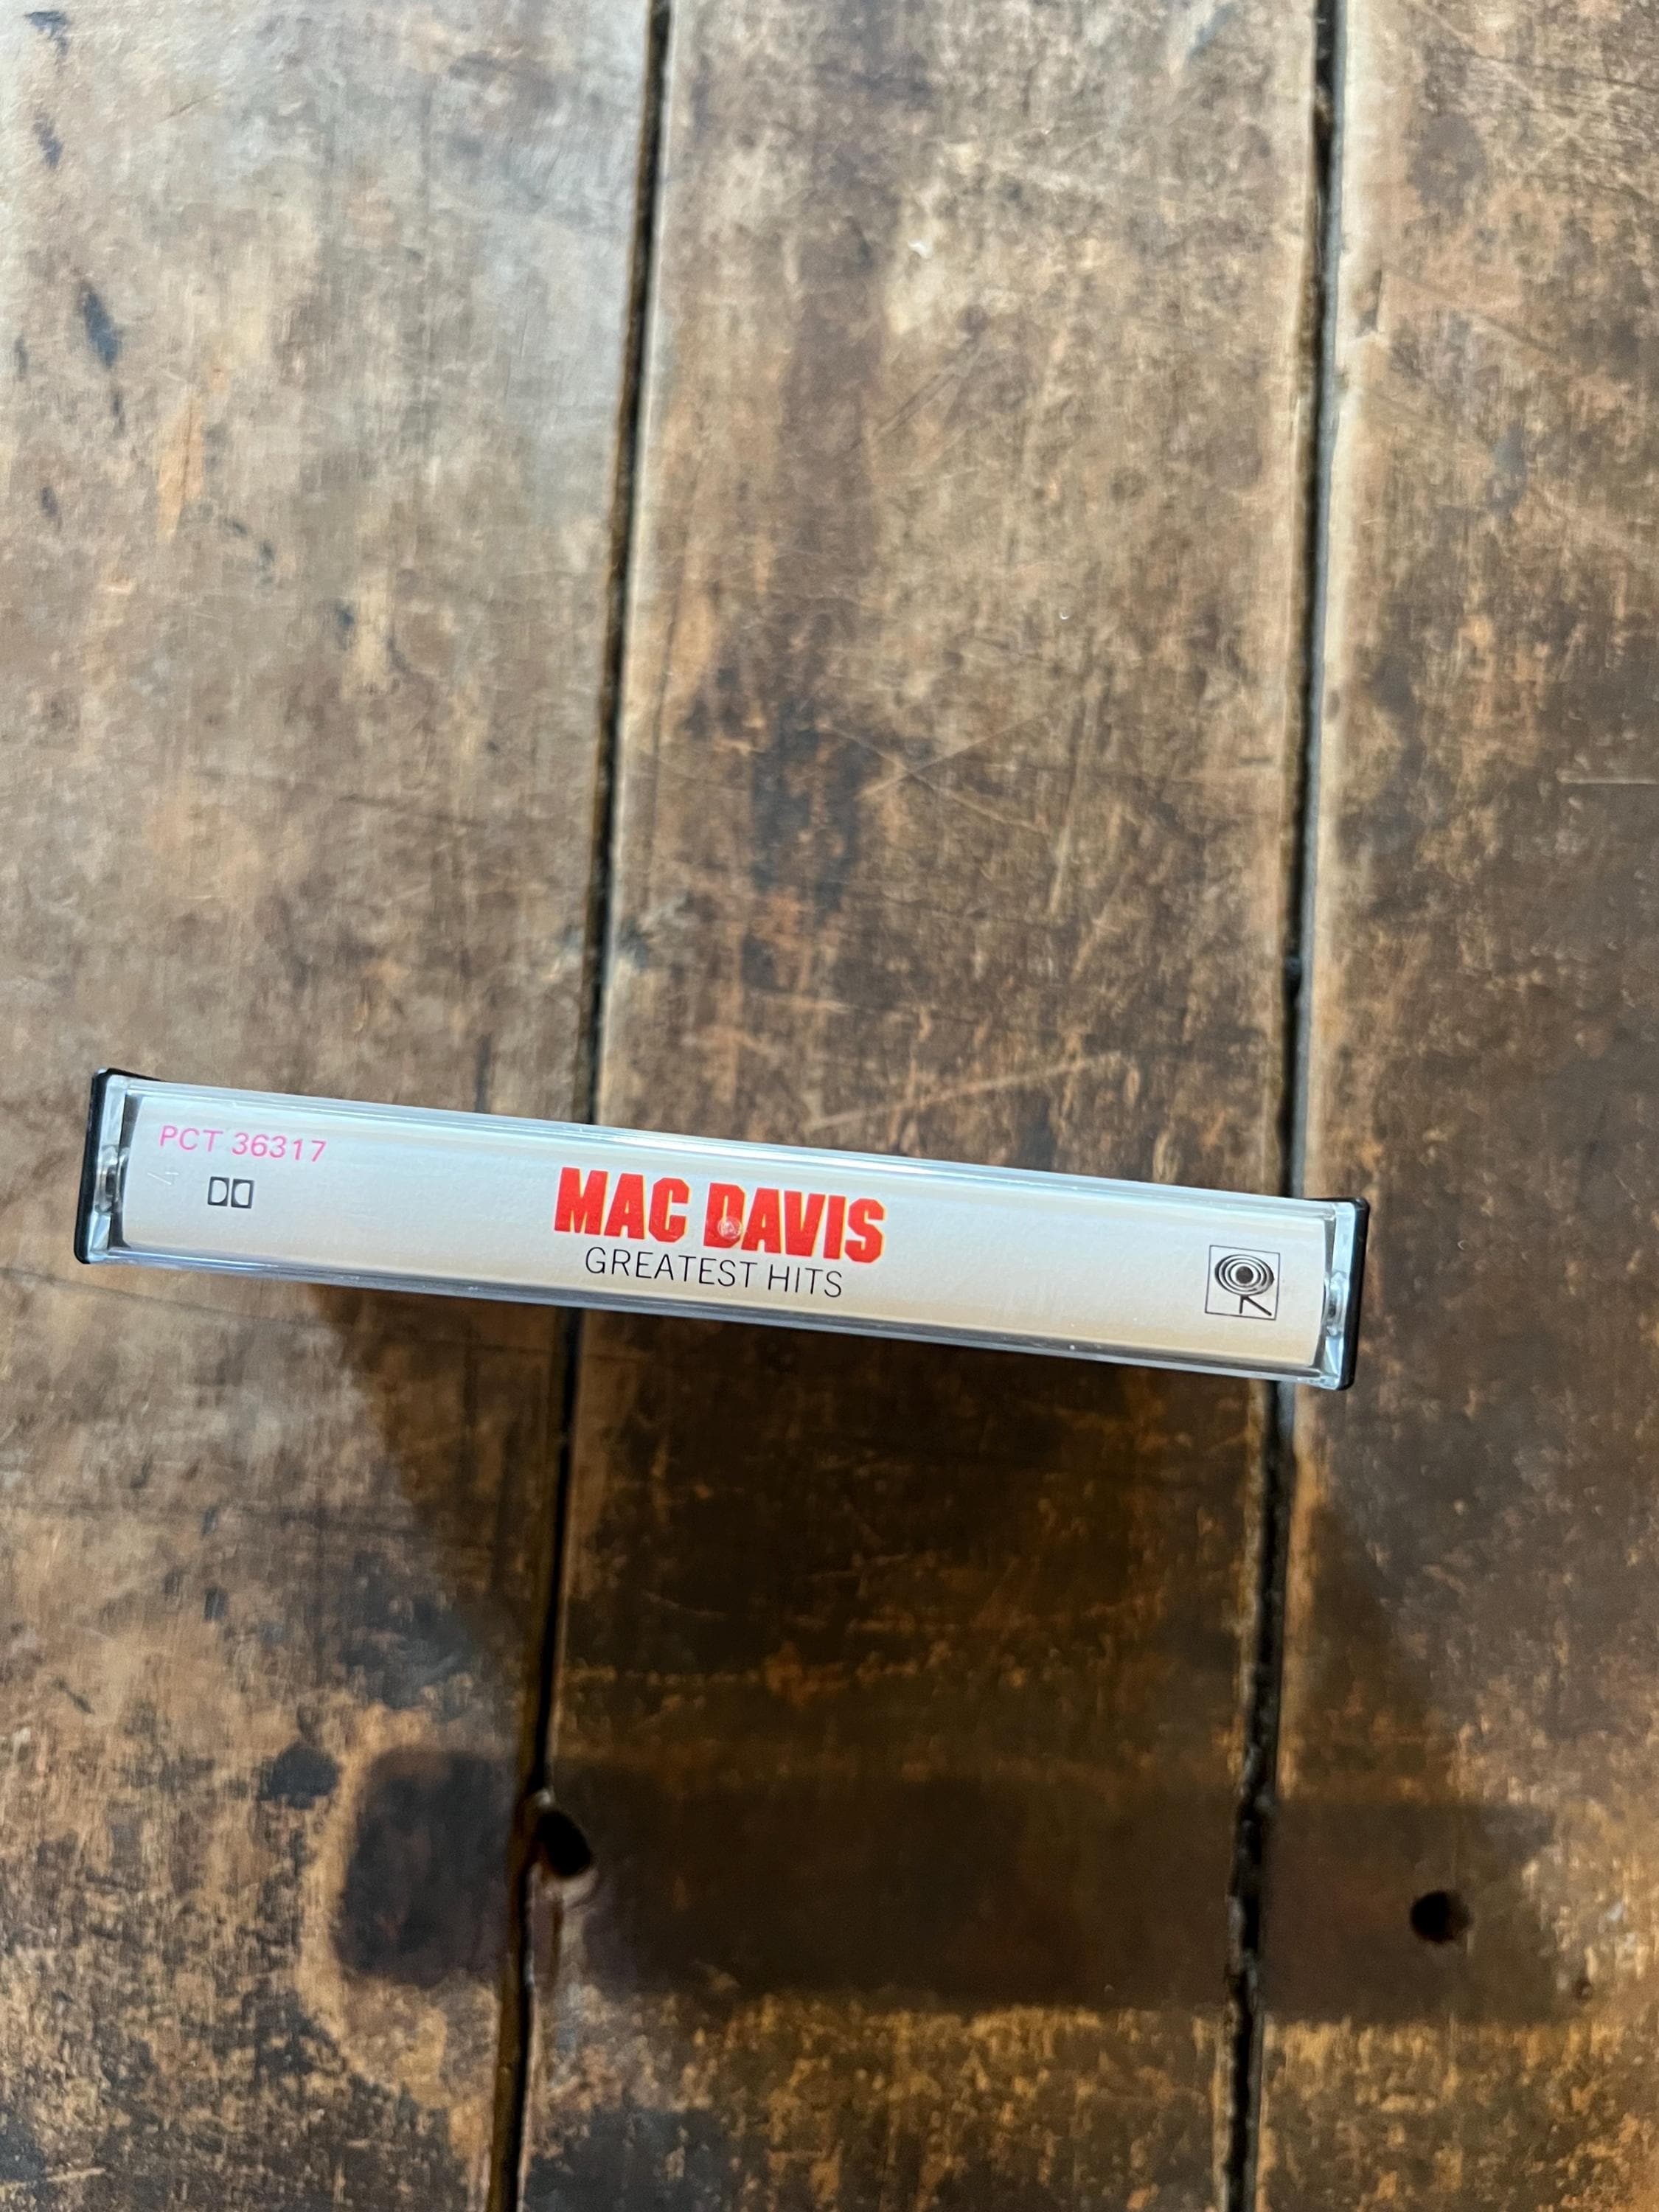 PCT 36317
MAC DAVIS
GREATEST HITS